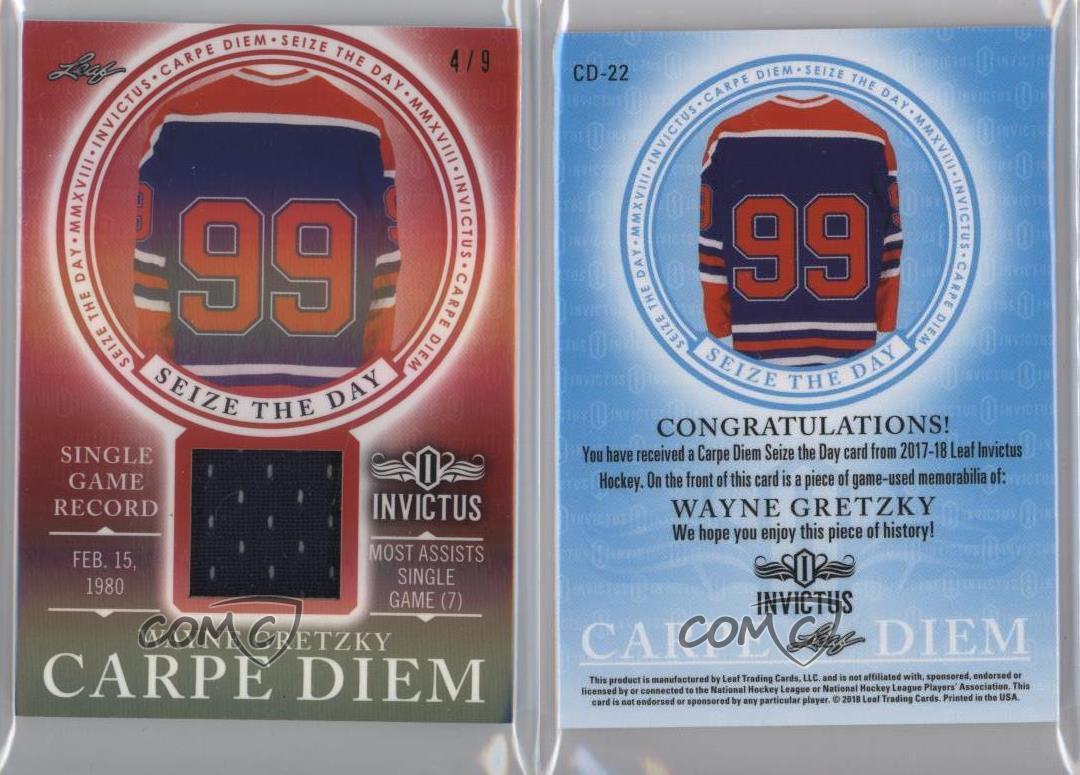 Leaf
4/9
SEIZE THE DAY • MMXVIII • INVICTUS • CARPE DIEM • SEIZE THE DAY • MMXVIII • INVICTUS • CARPE DIEM
99
SEIZE THE DAY
SINGLE
GAME
RECORD
FEB. 15,
1980
INVICTUS
MOST ASSISTS
SINGLE
GAME (7)
WAYNE GRETZKY
CARPE DIEM
COMC
CD-22
SEIZE THE DAY • MMXVIII • INVICTUS • CARPE DIEM • SEIZE THE DAY • MMXVIII • INVICTUS • CARPE DIEM
99
SEIZE THE DAY
CONGRATULATIONS!
You have received a Carpe Diem Seize the Day card from 2017-18 Leaf Invictus
Hockey. On the front of this card is a piece of game-used memorabilia of:
WAYNE GRETZKY
We hope you enjoy this piece of history!
INVICTUS
CARPE DIEM
COMC
Leaf
This product is manufactured by Leaf Trading Cards, LLC. and is not affiliated with, sponsored, endorsed or
licensed by or connected to the National Hockey League or National Hockey League Players' Association. This
card is not endorsed or sponsored by any particular player. © 2018 Leaf Trading Cards. Printed in the USA.